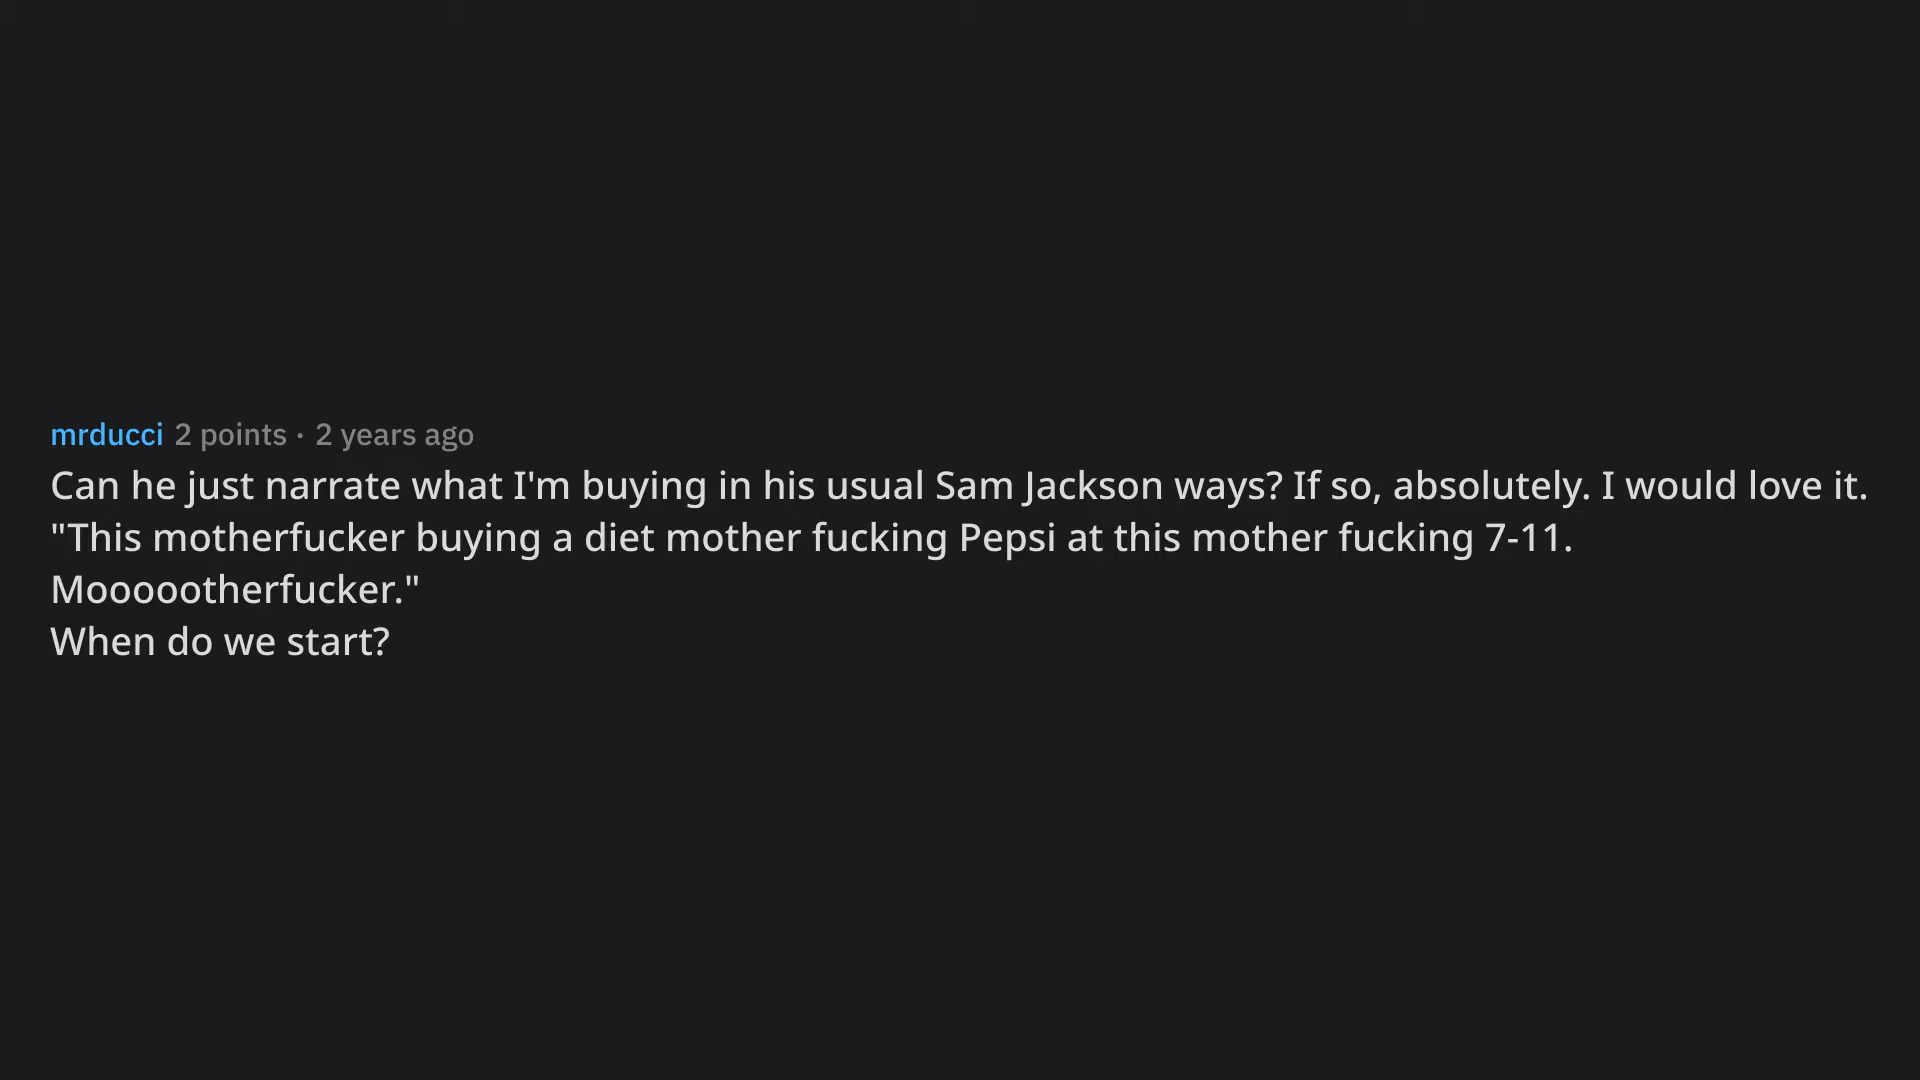 mrducci 2 points · 2 years ago
Can he just narrate what I'm buying in his usual Sam Jackson ways? If so, absolutely. I would love it.
"This motherfucker buying a diet mother fucking Pepsi at this mother fucking 7-11.
Moooootherfucker."
When do we start?